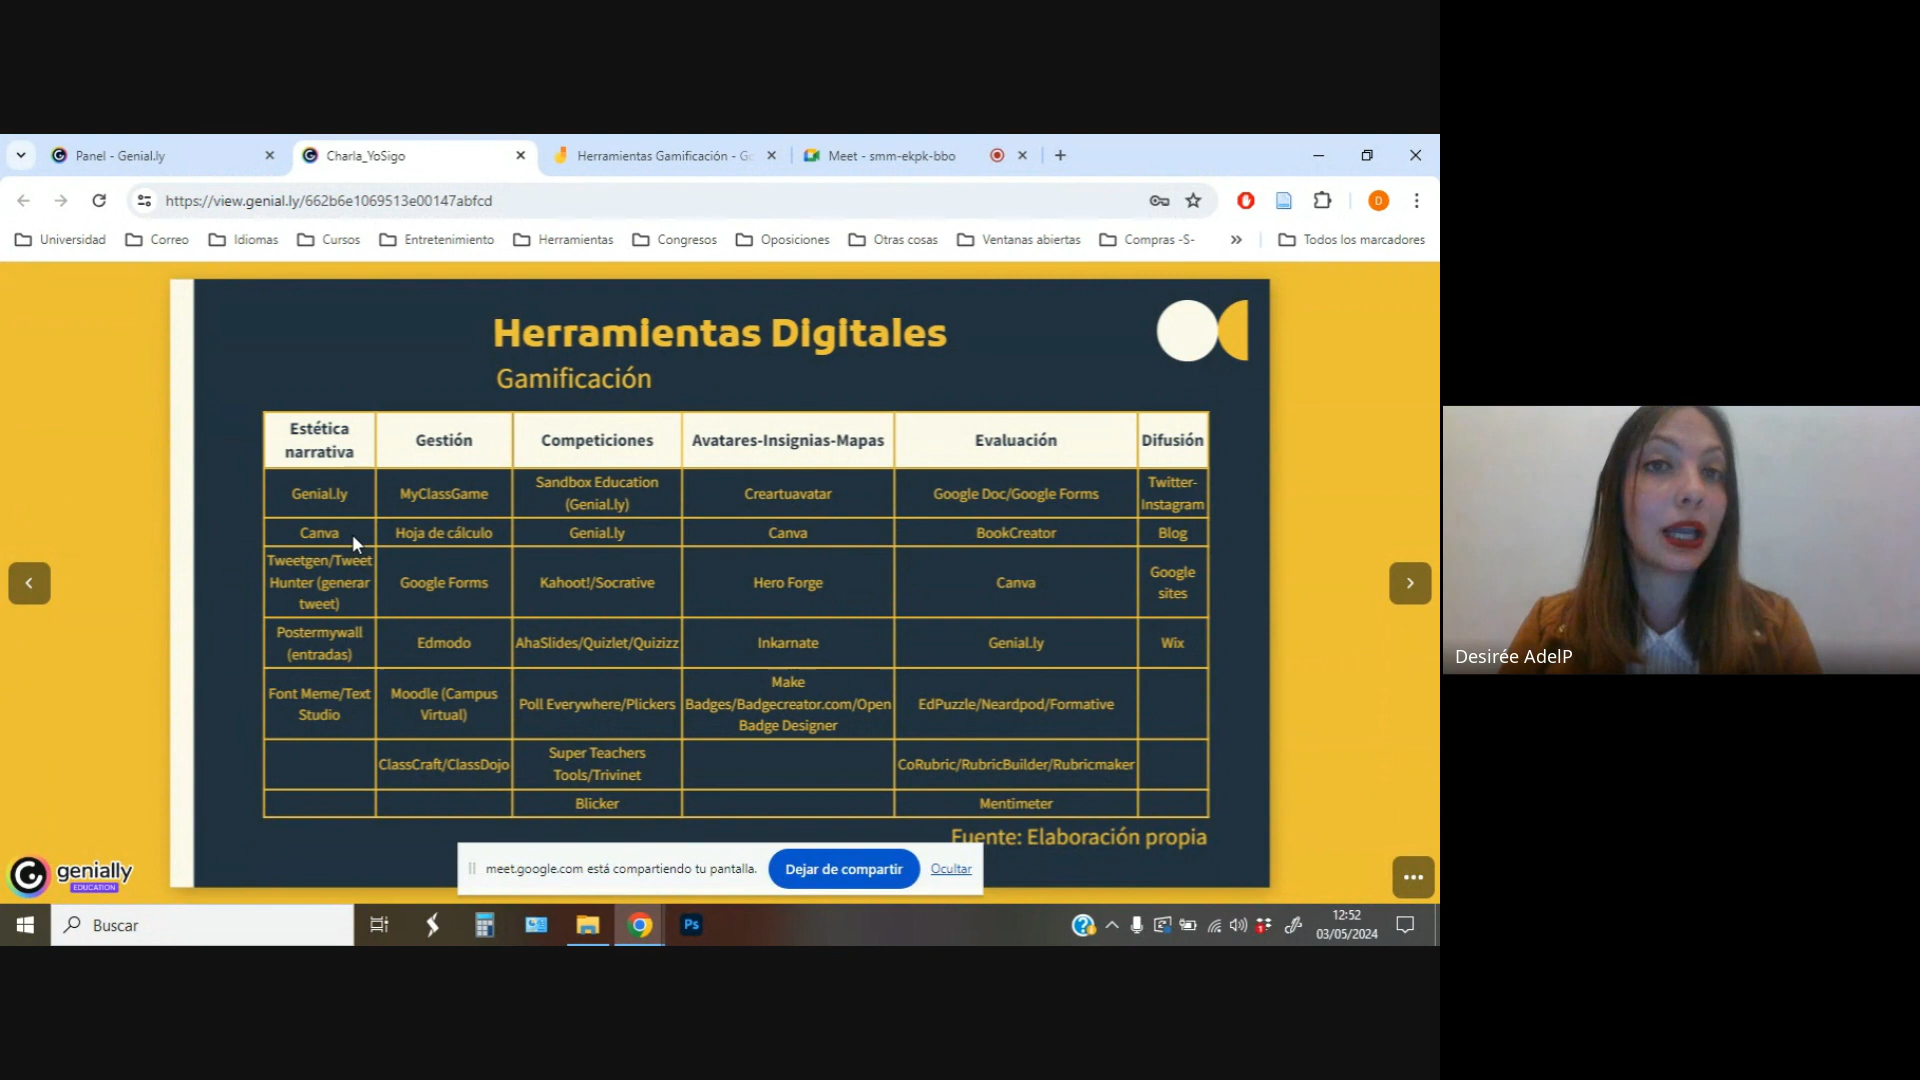 Panel - Genial.ly
Charla_YoSigo
Herramientas Gamificación - Go
Meet - smm-ekpk-bbo
https://view.genial.ly/662b6e1069513e00147abfcd
D
Universidad
Correo
Idiomas
Cursos
Entretenimiento
Herramientas
Congresos
Oposiciones
Otras cosas
Ventanas abiertas
Compras -S-
Todos los marcadores
Herramientas Digitales
Gamificación
Estética
narrativa
Gestión
Competiciones
Avatares-Insignias-Mapas
Evaluación
Difusión
Genial.ly
MyClassGame
Sandbox Education
(Genial.ly)
Creartuavatar
Google Doc/Google Forms
Twitter-
Instagram
Canva
Hoja de cálculo
Genial.ly
Canva
BookCreator
Blog
Tweetgen/Tweet
Hunter (generar
tweet)
Google Forms
Kahoot!/Socrative
Hero Forge
Canva
Google
sites
Postermywall
(entradas)
Edmodo
AhaSlides/Quizlet/Quizizz
Inkarnate
Genial.ly
Wix
Font Meme/Text
Studio
Moodle (Campus
Virtual)
Poll Everywhere/Plickers
Make
Badges/Badgecreator.com/Open
Badge Designer
EdPuzzle/Neardpod/Formative
ClassCraft/ClassDojo
Super Teachers
Tools/Trivinet
CoRubric/RubricBuilder/Rubricmaker
Blicker
Mentimeter
Fuente: Elaboración propia
genially
EDUCATION
meet.google.com está compartiendo tu pantalla.
Dejar de compartir
Ocultar
Desirée AdelP
Buscar
Ps
12:52
03/05/2024